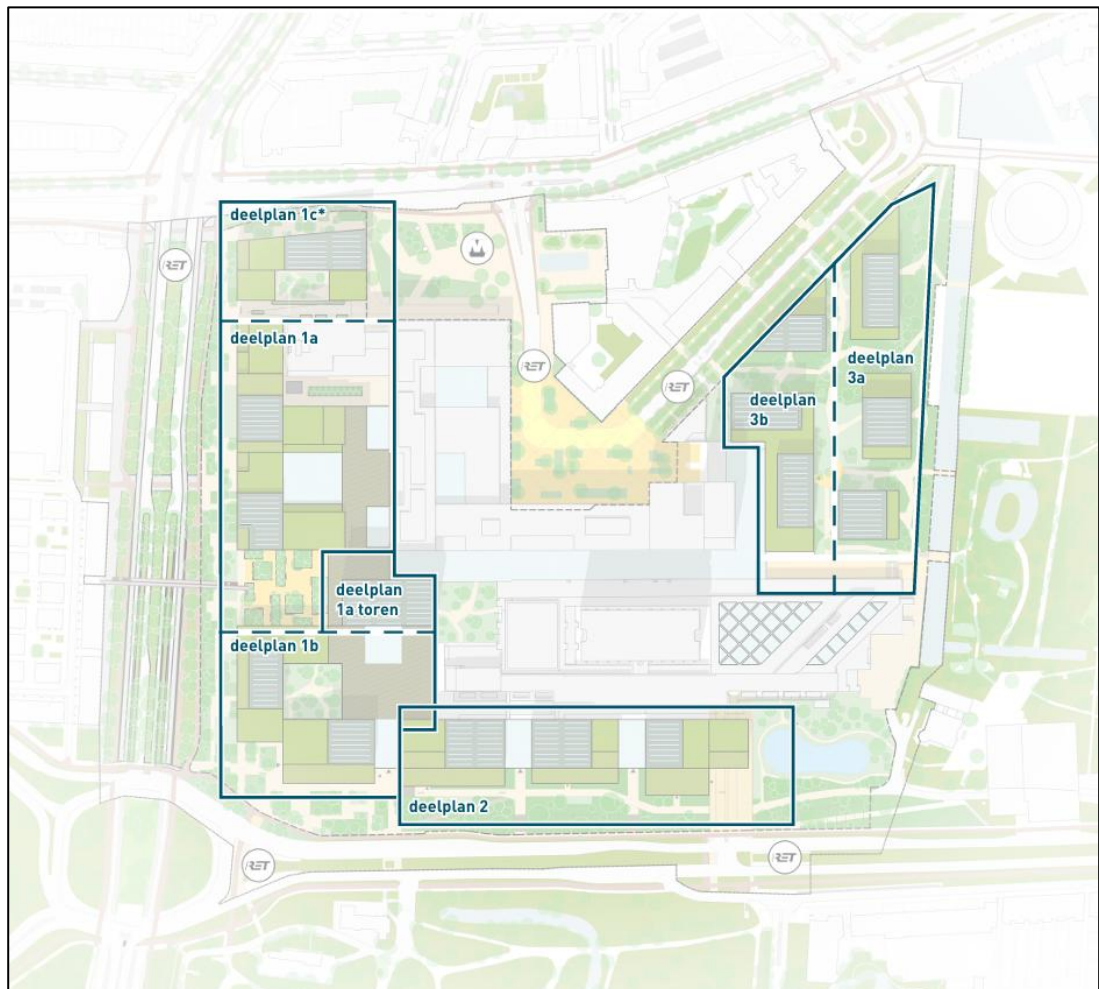 deelplan 1c*
RET
deelplan 1a
RET
RET
deelplan
3a
deelplan
3b
deelplan
1a toren
deelplan 1b
deelplan 2
RET
RET